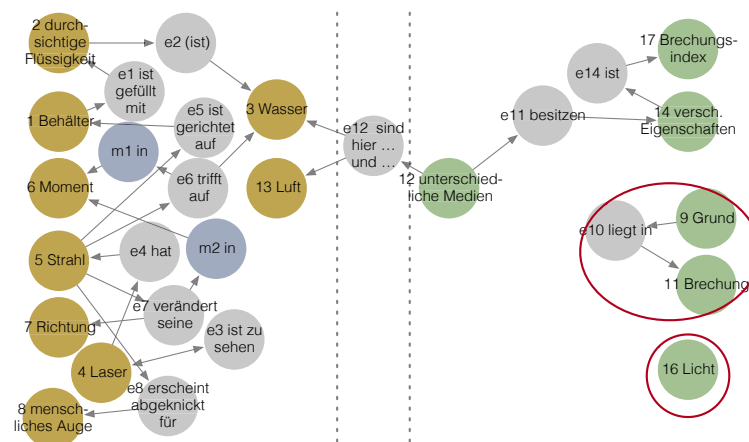 2 durch-
sichtige
Flüssigkeit
e2 (ist)
e1 ist
gefüllt
mit
1 Behälter
e5 ist
gerichtet
auf
3 Wasser
m1 in
6 Moment
e6 trifft
auf
13 Luft
5 Strahl
e4 hat
m2 in
e7 verändert
seine
7 Richtung
e3 ist zu
sehen
4 Laser
e8 erscheint
abgeknickt
für
8 mensch-
liches Auge
e12 sind
hier ...
und ...
12 unterschied-
liche Medien
e11 besitzen
e14 ist
17 Brechungs-
index
14 versch.
Eigenschaften
e10 liegt in
9 Grund
11 Brechung
16 Licht